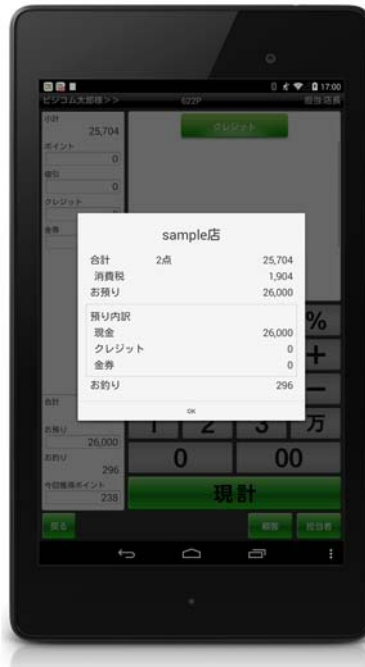 17:00
ビジコム太郎様>> 622P 担当:店長
小計
25,704
ポイント
0
値引
0
クレジット
金券
クレジット
sample店
合計 2点 25,704
消費税 1,904
お預り 26,000
預り内訳
現金 26,000
クレジット 0
金券 0
お釣り 296
OK
%
+
−
1 2 3 万
0 00
合計
お預り
26,000
お釣り
296
今回獲得ポイント
238
現計
戻る 顧客 担当者